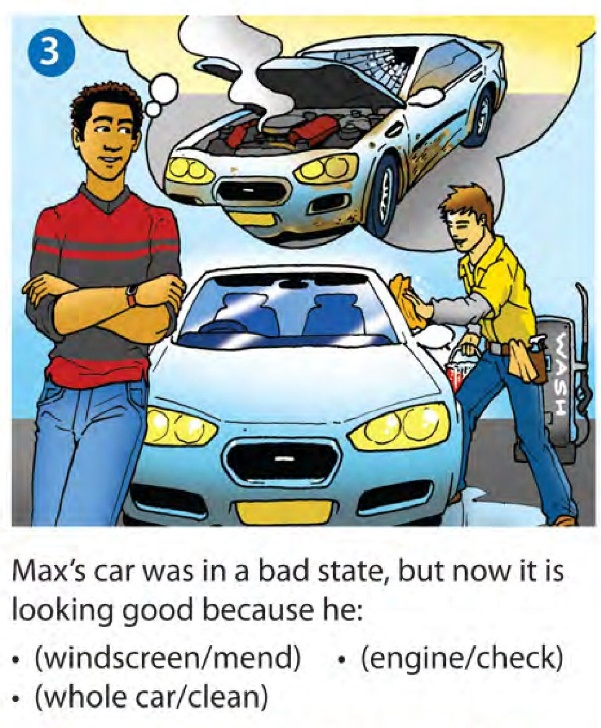 3
WASH
Max's car was in a bad state, but now it is
looking good because he:
• (windscreen/mend) • (engine/check)
• (whole car/clean)